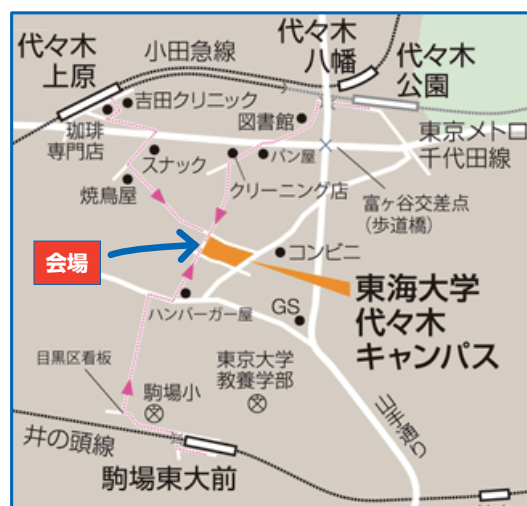 代々木
上原
小田急線
代々木
八幡
代々木
公園
吉田クリニック
珈琲
専門店
図書館
東京メトロ
千代田線
スナック
パン屋
焼鳥屋
クリーニング店
富ヶ谷交差点
(歩道橋)
会場
コンビニ
東海大学
代々木
キャンパス
ハンバーガー屋
GS
目黒区看板
駒場小
東京大学
教養学部
山手通り
井の頭線
駒場東大前